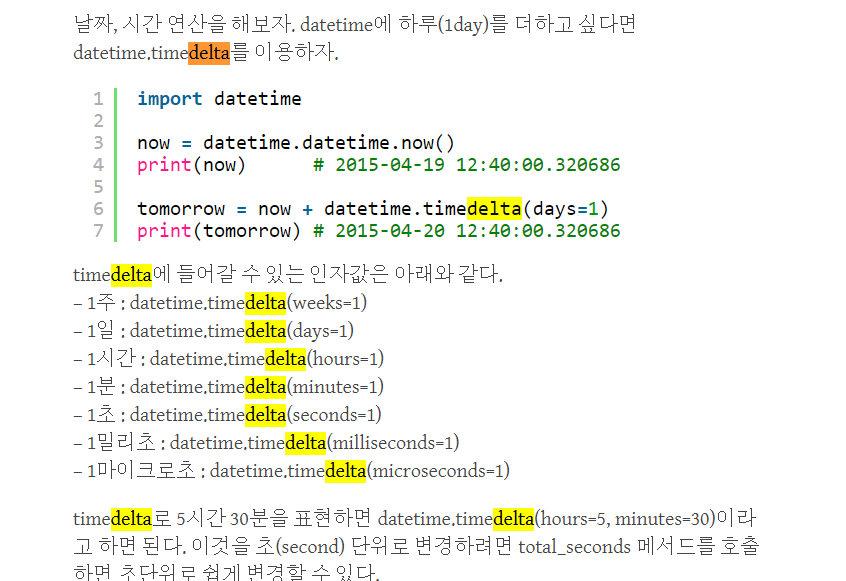 날짜, 시간 연산을 해보자. datetime에 하루(1day)를 더하고 싶다면
datetime.timedelta를 이용하자.
1 import datetime
2
3 now = datetime.datetime.now()
4 print(now)      # 2015-04-19 12:40:00.320686
5
6 tomorrow = now + datetime.timedelta(days=1)
7 print(tomorrow) # 2015-04-20 12:40:00.320686
timedelta에 들어갈 수 있는 인자값은 아래와 같다.
– 1주 : datetime.timedelta(weeks=1)
– 1일 : datetime.timedelta(days=1)
– 1시간 : datetime.timedelta(hours=1)
– 1분 : datetime.timedelta(minutes=1)
– 1초 : datetime.timedelta(seconds=1)
– 1밀리초 : datetime.timedelta(milliseconds=1)
– 1마이크로초 : datetime.timedelta(microseconds=1)
timedelta로 5시간 30분을 표현하면 datetime.timedelta(hours=5, minutes=30)이라
고 하면 된다. 이것을 초(second) 단위로 변경하려면 total_seconds 메서드를 호출
하면 초단위로 쉽게 변경할 수 있다.